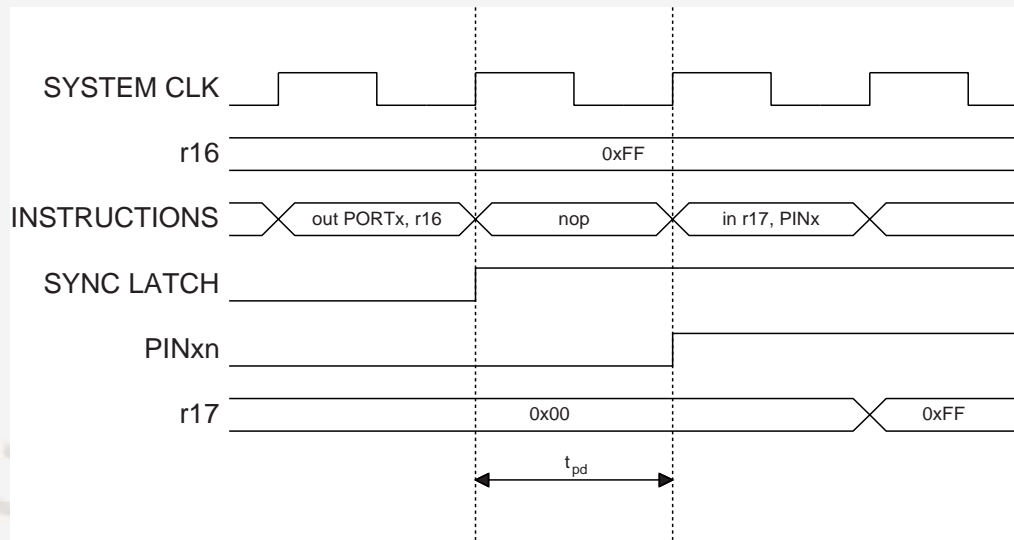 SYSTEM CLK
r16
0xFF
INSTRUCTIONS
out PORTx, r16
nop
in r17, PINx
SYNC LATCH
PINxn
r17
0x00
0xFF
tpd